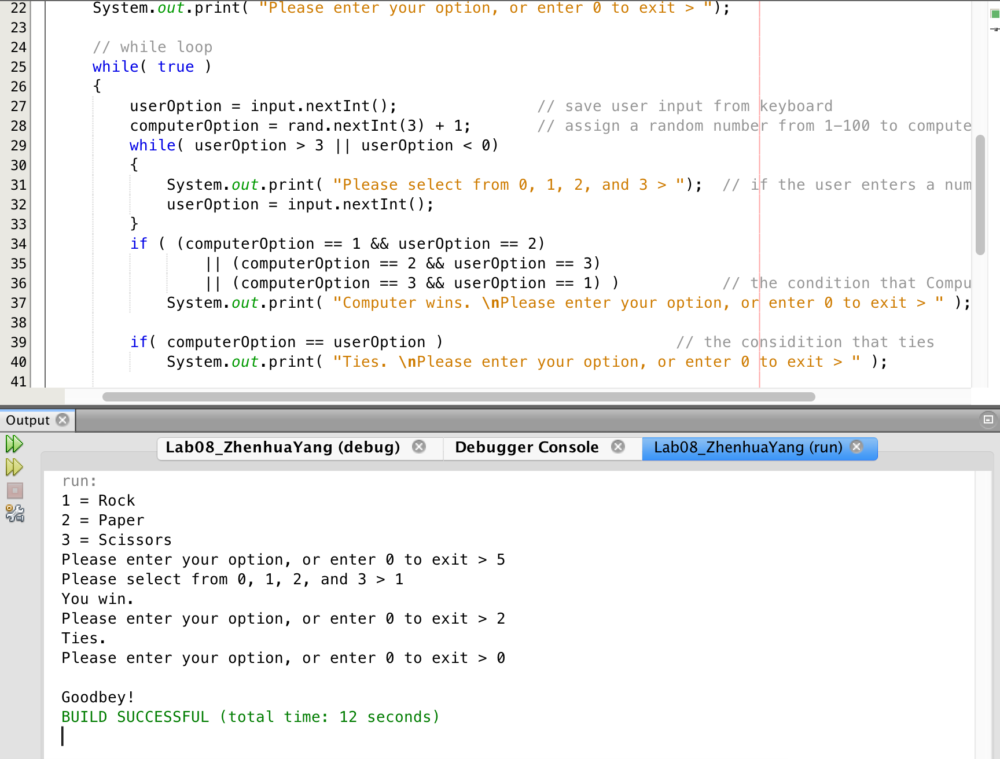 22 System.out.print( "Please enter your option, or enter 0 to exit > ");
23
24 // while loop
25 while( true )
26 {
27 userOption = input.nextInt(); // save user input from keyboard
28 computerOption = rand.nextInt(3) + 1; // assign a random number from 1-100 to compute
29 while( userOption > 3 || userOption < 0)
30 {
31 System.out.print( "Please select from 0, 1, 2, and 3 > "); // if the user enters a num
32 userOption = input.nextInt();
33 }
34 if ( (computerOption == 1 && userOption == 2)
35 || (computerOption == 2 && userOption == 3)
36 || (computerOption == 3 && userOption == 1) ) // the condition that Compu
37 System.out.print( "Computer wins. \nPlease enter your option, or enter 0 to exit > " );
38
39 if( computerOption == userOption ) // the considition that ties
40 System.out.print( "Ties. \nPlease enter your option, or enter 0 to exit > " );
41
Output
Lab08_ZhenhuaYang (debug) Debugger Console Lab08_ZhenhuaYang (run)
run:
1 = Rock
2 = Paper
3 = Scissors
Please enter your option, or enter 0 to exit > 5
Please select from 0, 1, 2, and 3 > 1
You win.
Please enter your option, or enter 0 to exit > 2
Ties.
Please enter your option, or enter 0 to exit > 0
Goodbey!
BUILD SUCCESSFUL (total time: 12 seconds)